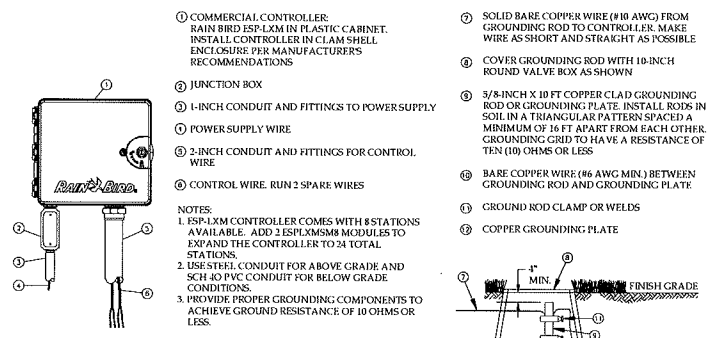 ① COMMERCIAL CONTROLLER:
RAIN BIRD ESP-LXM IN PLASTIC CABINET.
INSTALL CONTROLLER IN CLAM SHELL
ENCLOSURE PER MANUFACTURER'S
RECOMMENDATIONS
② JUNCTION BOX
③ 1-INCH CONDUIT AND FITTINGS TO POWER SUPPLY
④ POWER SUPPLY WIRE
⑤ 2-INCH CONDUIT AND FITTINGS FOR CONTROL
WIRE
⑥ CONTROL WIRE. RUN 2 SPARE WIRES
NOTES:
1. ESP-LXM CONTROLLER COMES WITH 8 STATIONS
AVAILABLE. ADD 2 ESPLXMSM8 MODULES TO
EXPAND THE CONTROLLER TO 24 TOTAL
STATIONS.
2. USE STEEL CONDUIT FOR ABOVE GRADE AND
SCH 40 PVC CONDUIT FOR BELOW GRADE
CONDITIONS.
3. PROVIDE PROPER GROUNDING COMPONENTS TO
ACHIEVE GROUND RESISTANCE OF 10 OHMS OR
LESS.
⑦ SOLID BARE COPPER WIRE (#10 AWG) FROM
GROUNDING ROD TO CONTROLLER. MAKE
WIRE AS SHORT AND STRAIGHT AS POSSIBLE
⑧ COVER GROUNDING ROD WITH 10-INCH
ROUND VALVE BOX AS SHOWN
⑨ 5/8-INCH X 10 FT COPPER CLAD GROUNDING
ROD OR GROUNDING PLATE. INSTALL RODS IN
SOIL IN A TRIANGULAR PATTERN SPACED A
MINIMUM OF 16 FT APART FROM EACH OTHER.
GROUNDING GRID TO HAVE A RESISTANCE OF
TEN (10) OHMS OR LESS
⑩ BARE COPPER WIRE (#6 AWG MIN.) BETWEEN
GROUNDING ROD AND GROUNDING PLATE
⑪ GROUND ROD CLAMP OR WELDS
⑫ COPPER GROUNDING PLATE
①
RAIN BIRD.
②
③
④
⑤
⑥
4"
MIN.
⑧
⑦
FINISH GRADE
⑪
⑨